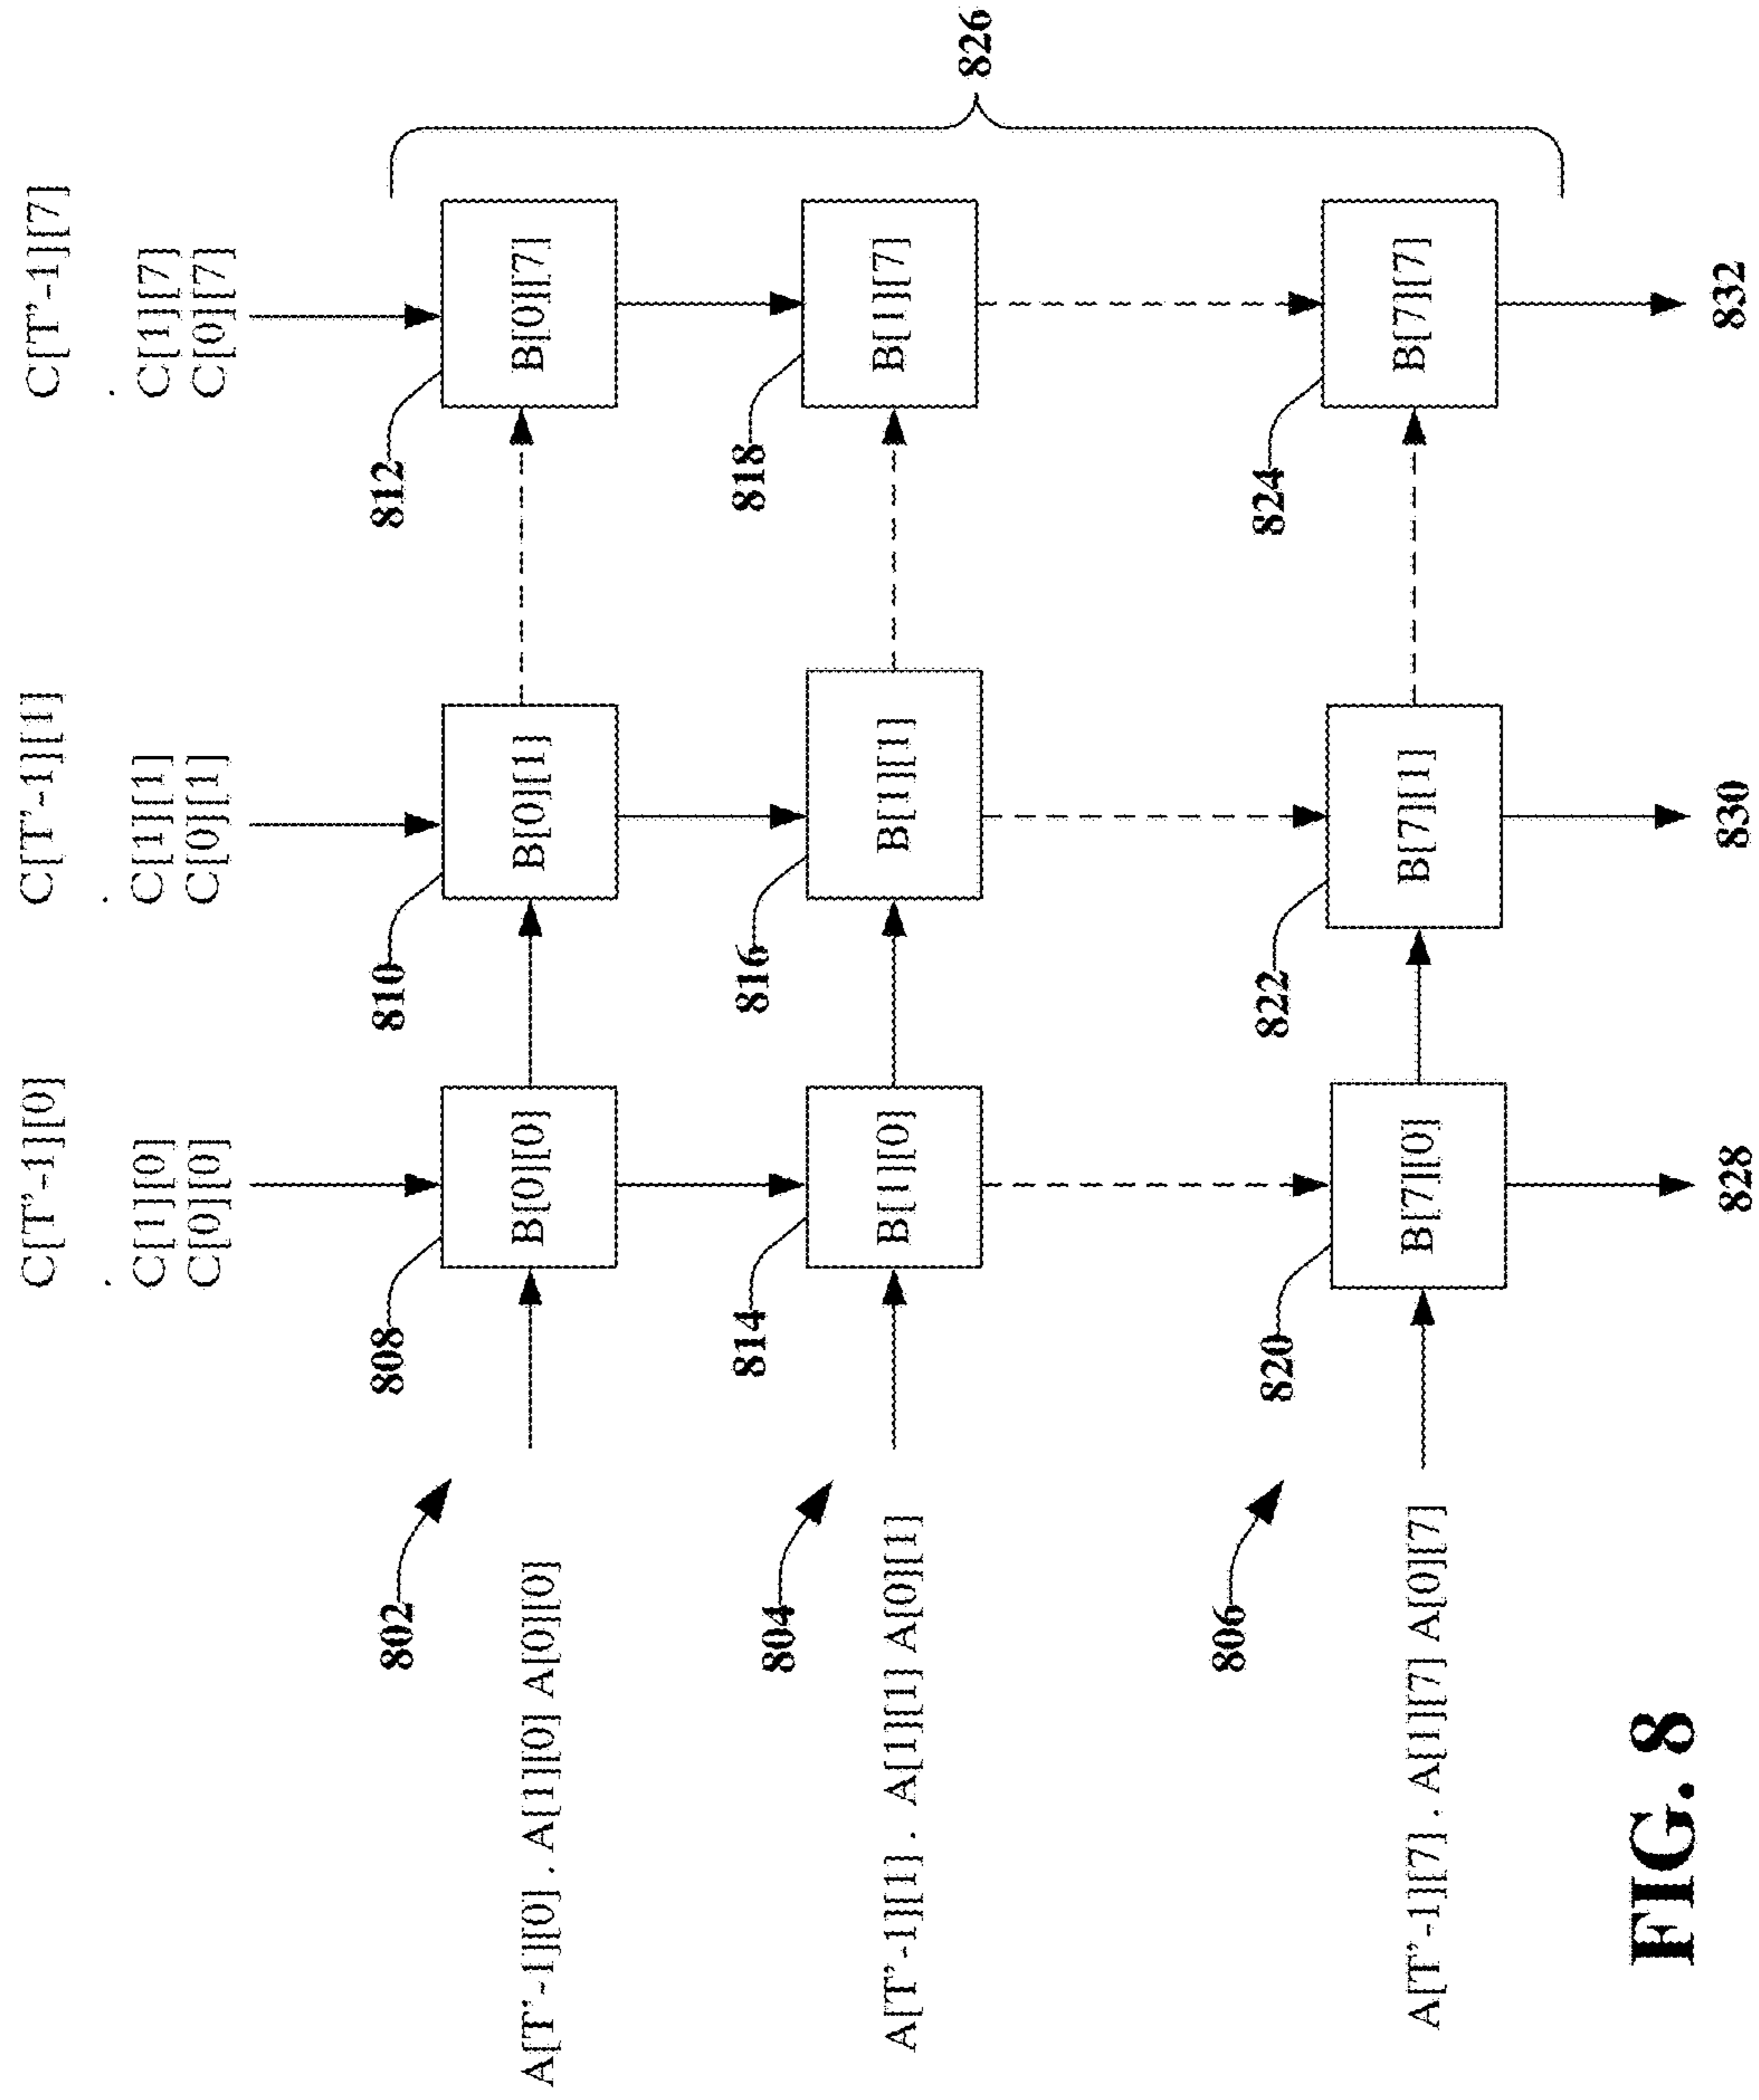 C[T'-1][0] C[T'-1][1] C[T'-1][7]
. . .
C[1][0] C[1][1] C[1][7]
C[0][0] C[0][1] C[0][7]
802 808 810 812
A[T'-1][0] . A[1][0] A[0][0] B[0][0] B[0][1] B[0][7]
804 814 816 818
A[T'-1][1] . A[1][1] A[0][1] B[1][0] B[1][1] B[1][7]
826
806 820 822 824
A[T'-1][7] . A[1][7] A[0][7] B[7][0] B[7][1] B[7][7]
828 830 832
FIG. 8